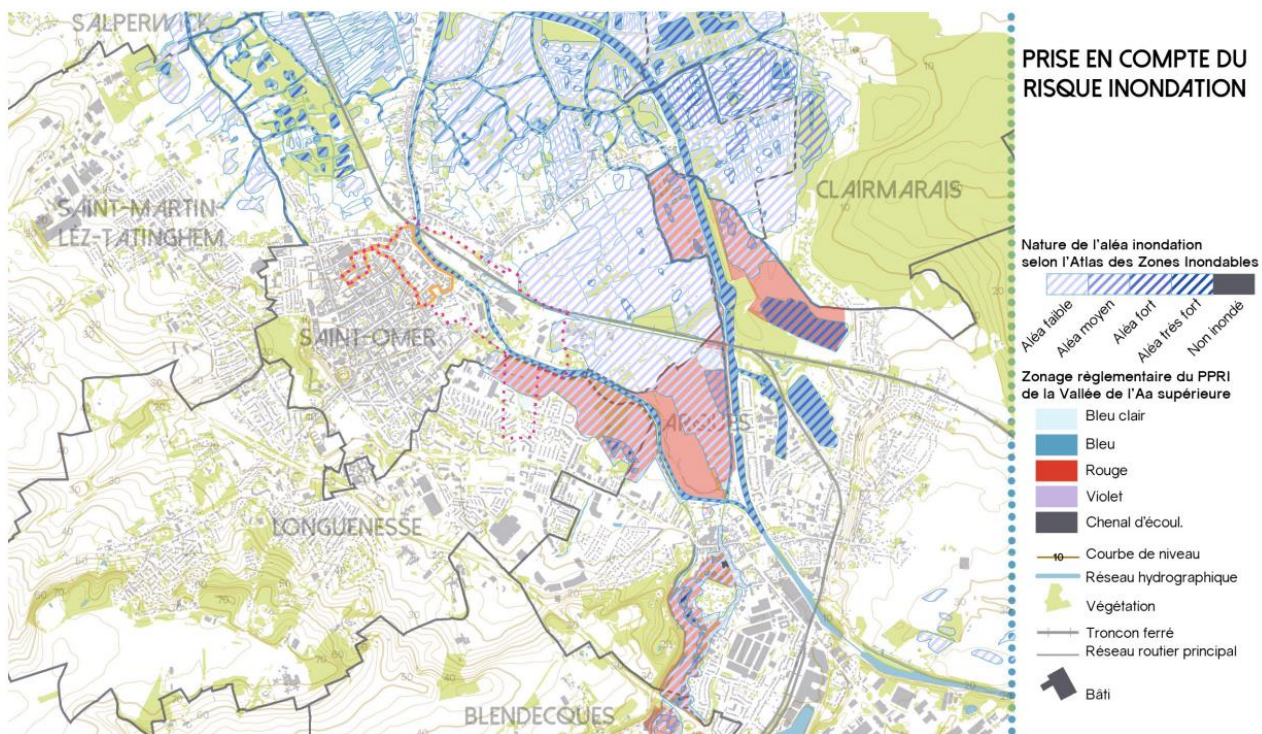 SALPERWICK
SAINT-MARTIN-
LEZ-TATINGHEM
SAINT-OMER
CLAIRMARAIS
ARQUES
LONGUENESSE
BLENDECQUES
PRISE EN COMPTE DU
RISQUE INONDATION
Nature de l'aléa inondation
selon l'Atlas des Zones Inondables
Aléa faible
Aléa moyen
Aléa fort
Aléa très fort
Non inondé
Zonage règlementaire du PPRI
de la Vallée de l'Aa supérieure
Bleu clair
Bleu
Rouge
Violet
Chenal d'écoul.
10 Courbe de niveau
Réseau hydrographique
Végétation
Troncon ferré
Réseau routier principal
Bâti